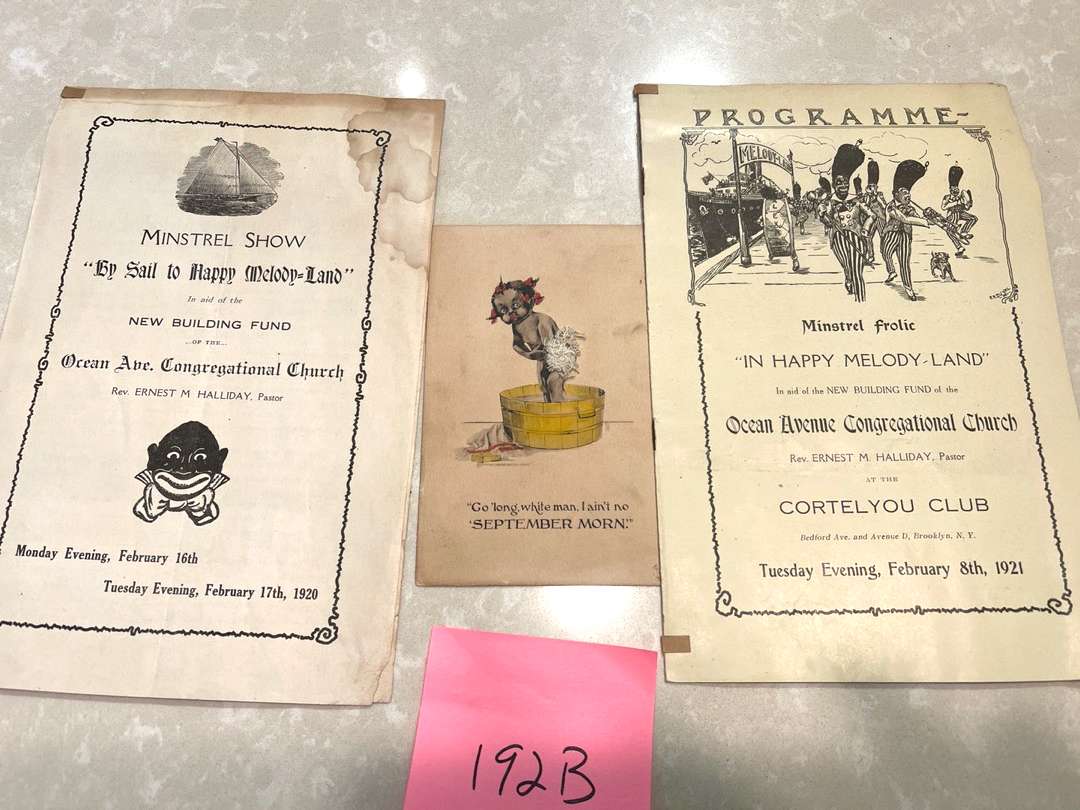 MINSTREL SHOW
"By Sail to Happy Melody-Land"
In aid of the
NEW BUILDING FUND
...OF THE...
Ocean Ave. Congregational Church
Rev. ERNEST M. HALLIDAY, Pastor
Monday Evening, February 16th
Tuesday Evening, February 17th, 1920
"Go 'long, white man, I ain't no
'SEPTEMBER MORN.'"
PROGRAMME-
MELODY-LAND
Minstrel Frolic
"IN HAPPY MELODY-LAND"
In aid of the NEW BUILDING FUND of the
Ocean Avenue Congregational Church
Rev. ERNEST M. HALLIDAY, Pastor
AT THE
CORTELYOU CLUB
Bedford Ave. and Avenue D, Brooklyn, N. Y.
Tuesday Evening, February 8th, 1921
192B